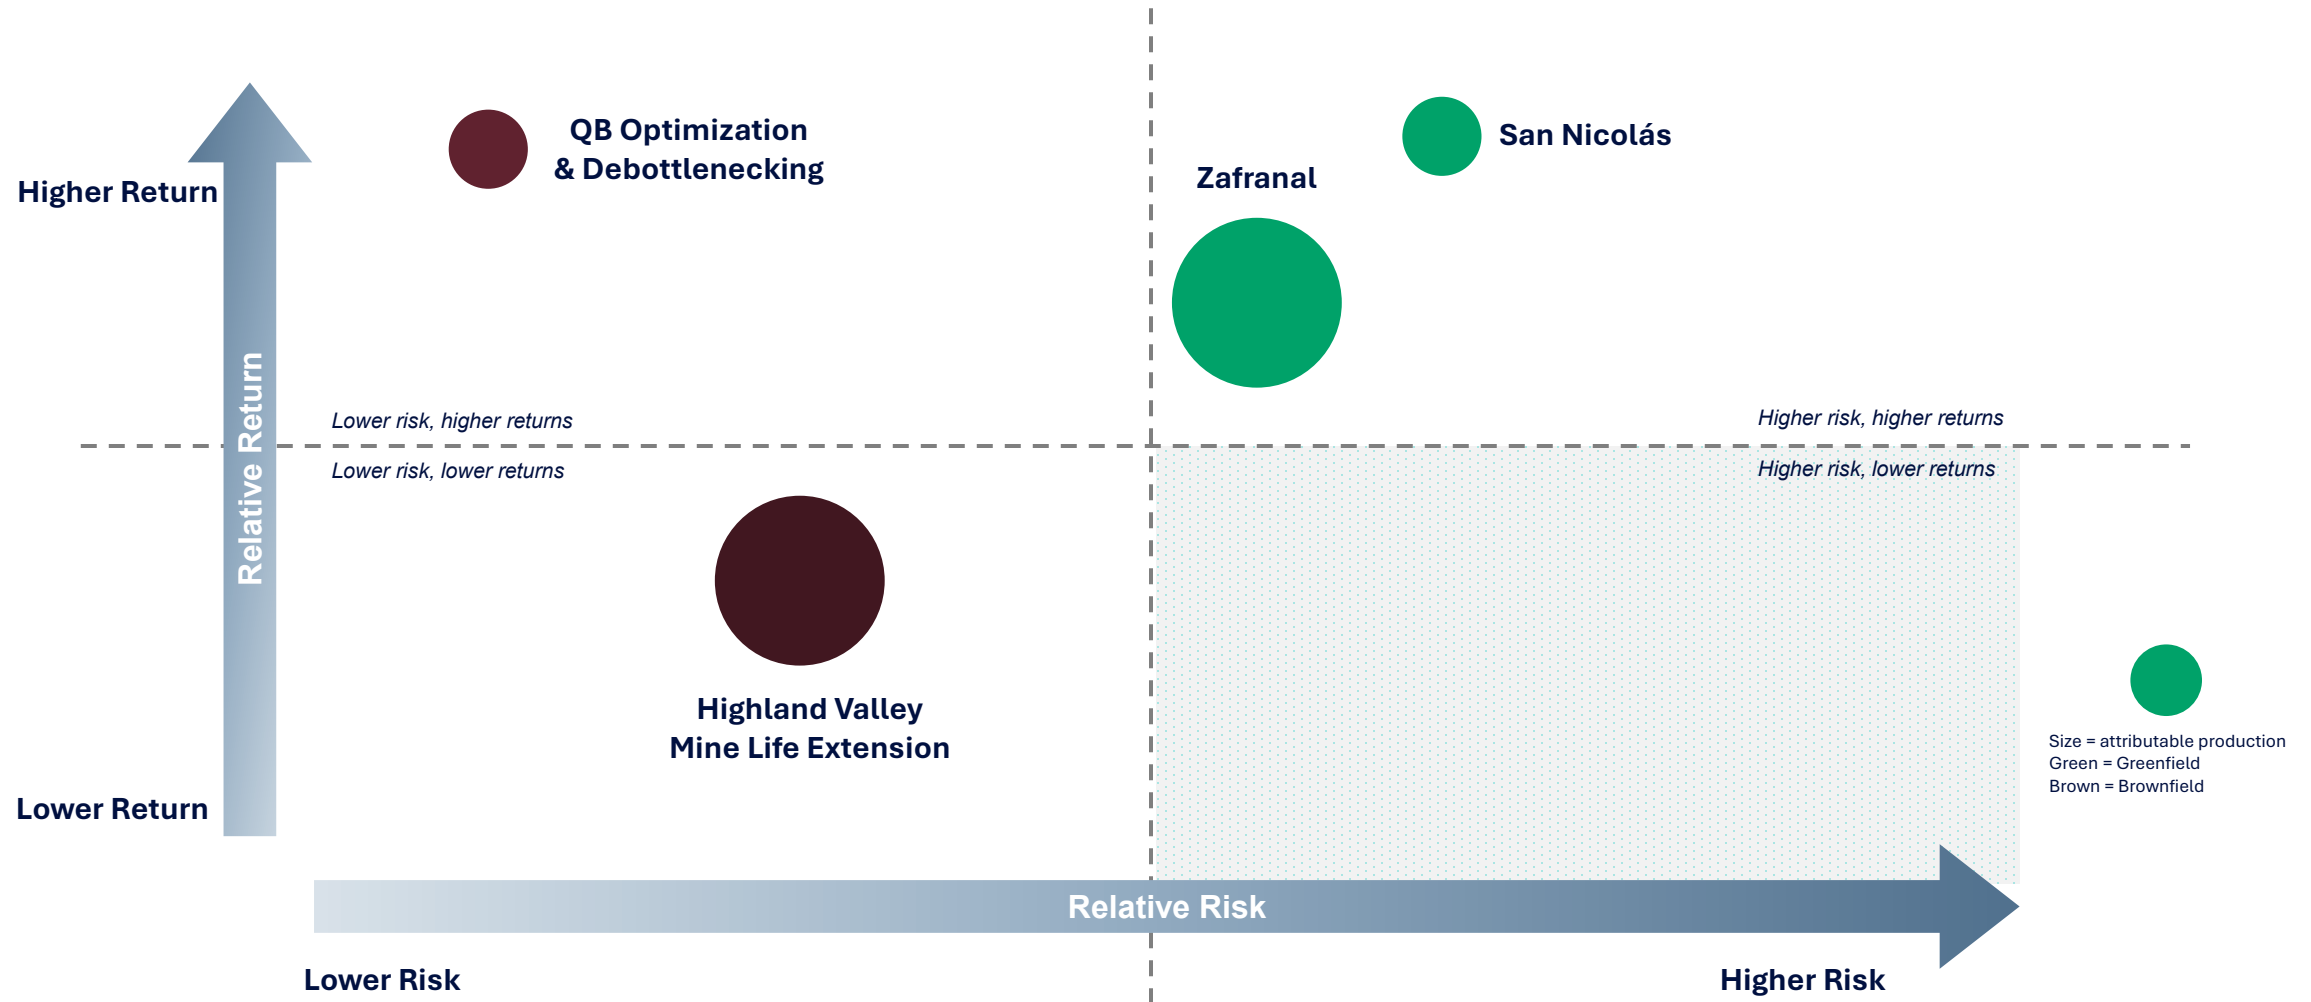 QB Optimization
& Debottlenecking
San Nicolás
Zafranal
Higher Return
Relative Return
Lower risk, higher returns
Higher risk, higher returns
Lower risk, lower returns
Higher risk, lower returns
Highland Valley
Mine Life Extension
Size = attributable production
Green = Greenfield
Brown = Brownfield
Lower Return
Relative Risk
Lower Risk
Higher Risk